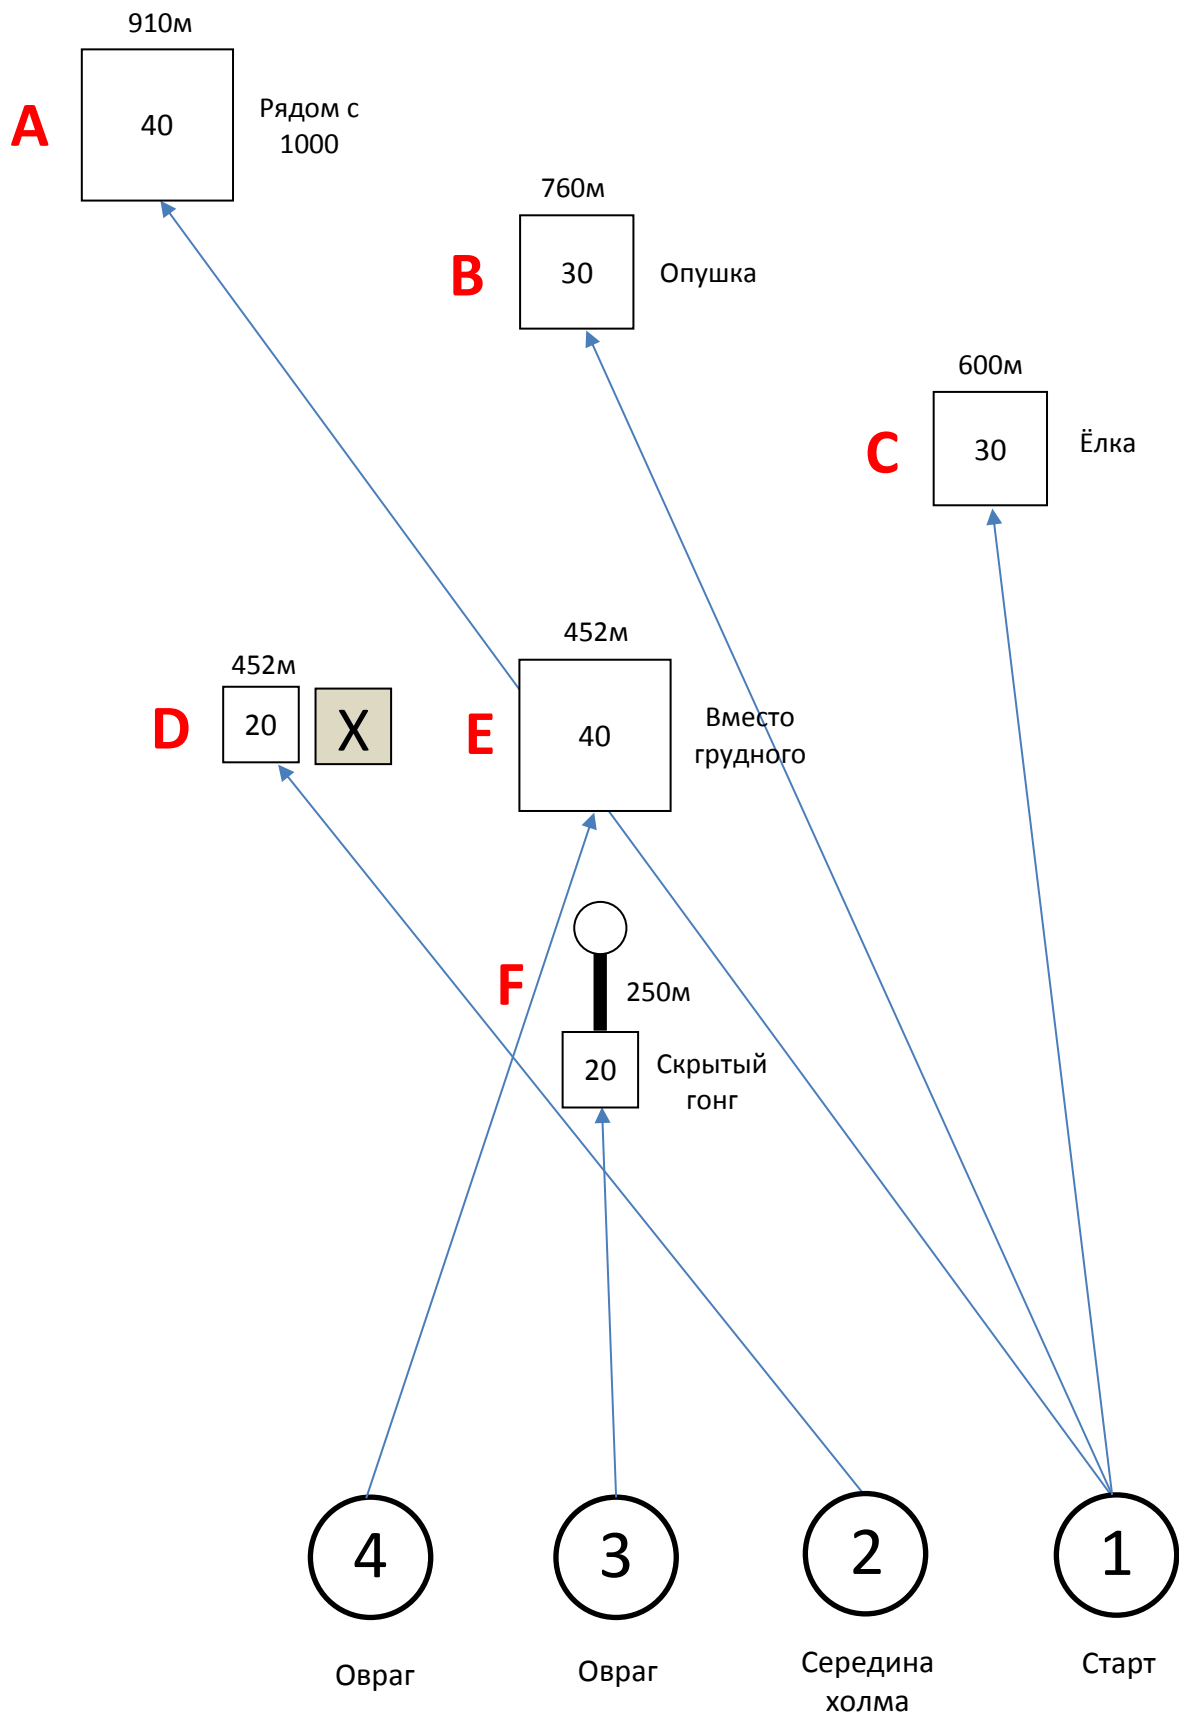 910м
A
40
Рядом с
1000
760м
B
30
Опушка
600м
C
30
Ёлка
452м
D
20
X
452м
E
40
Вместо
грудного
F
250м
20
Скрытый
гонг
4
3
2
1
Овраг
Овраг
Середина
холма
Старт